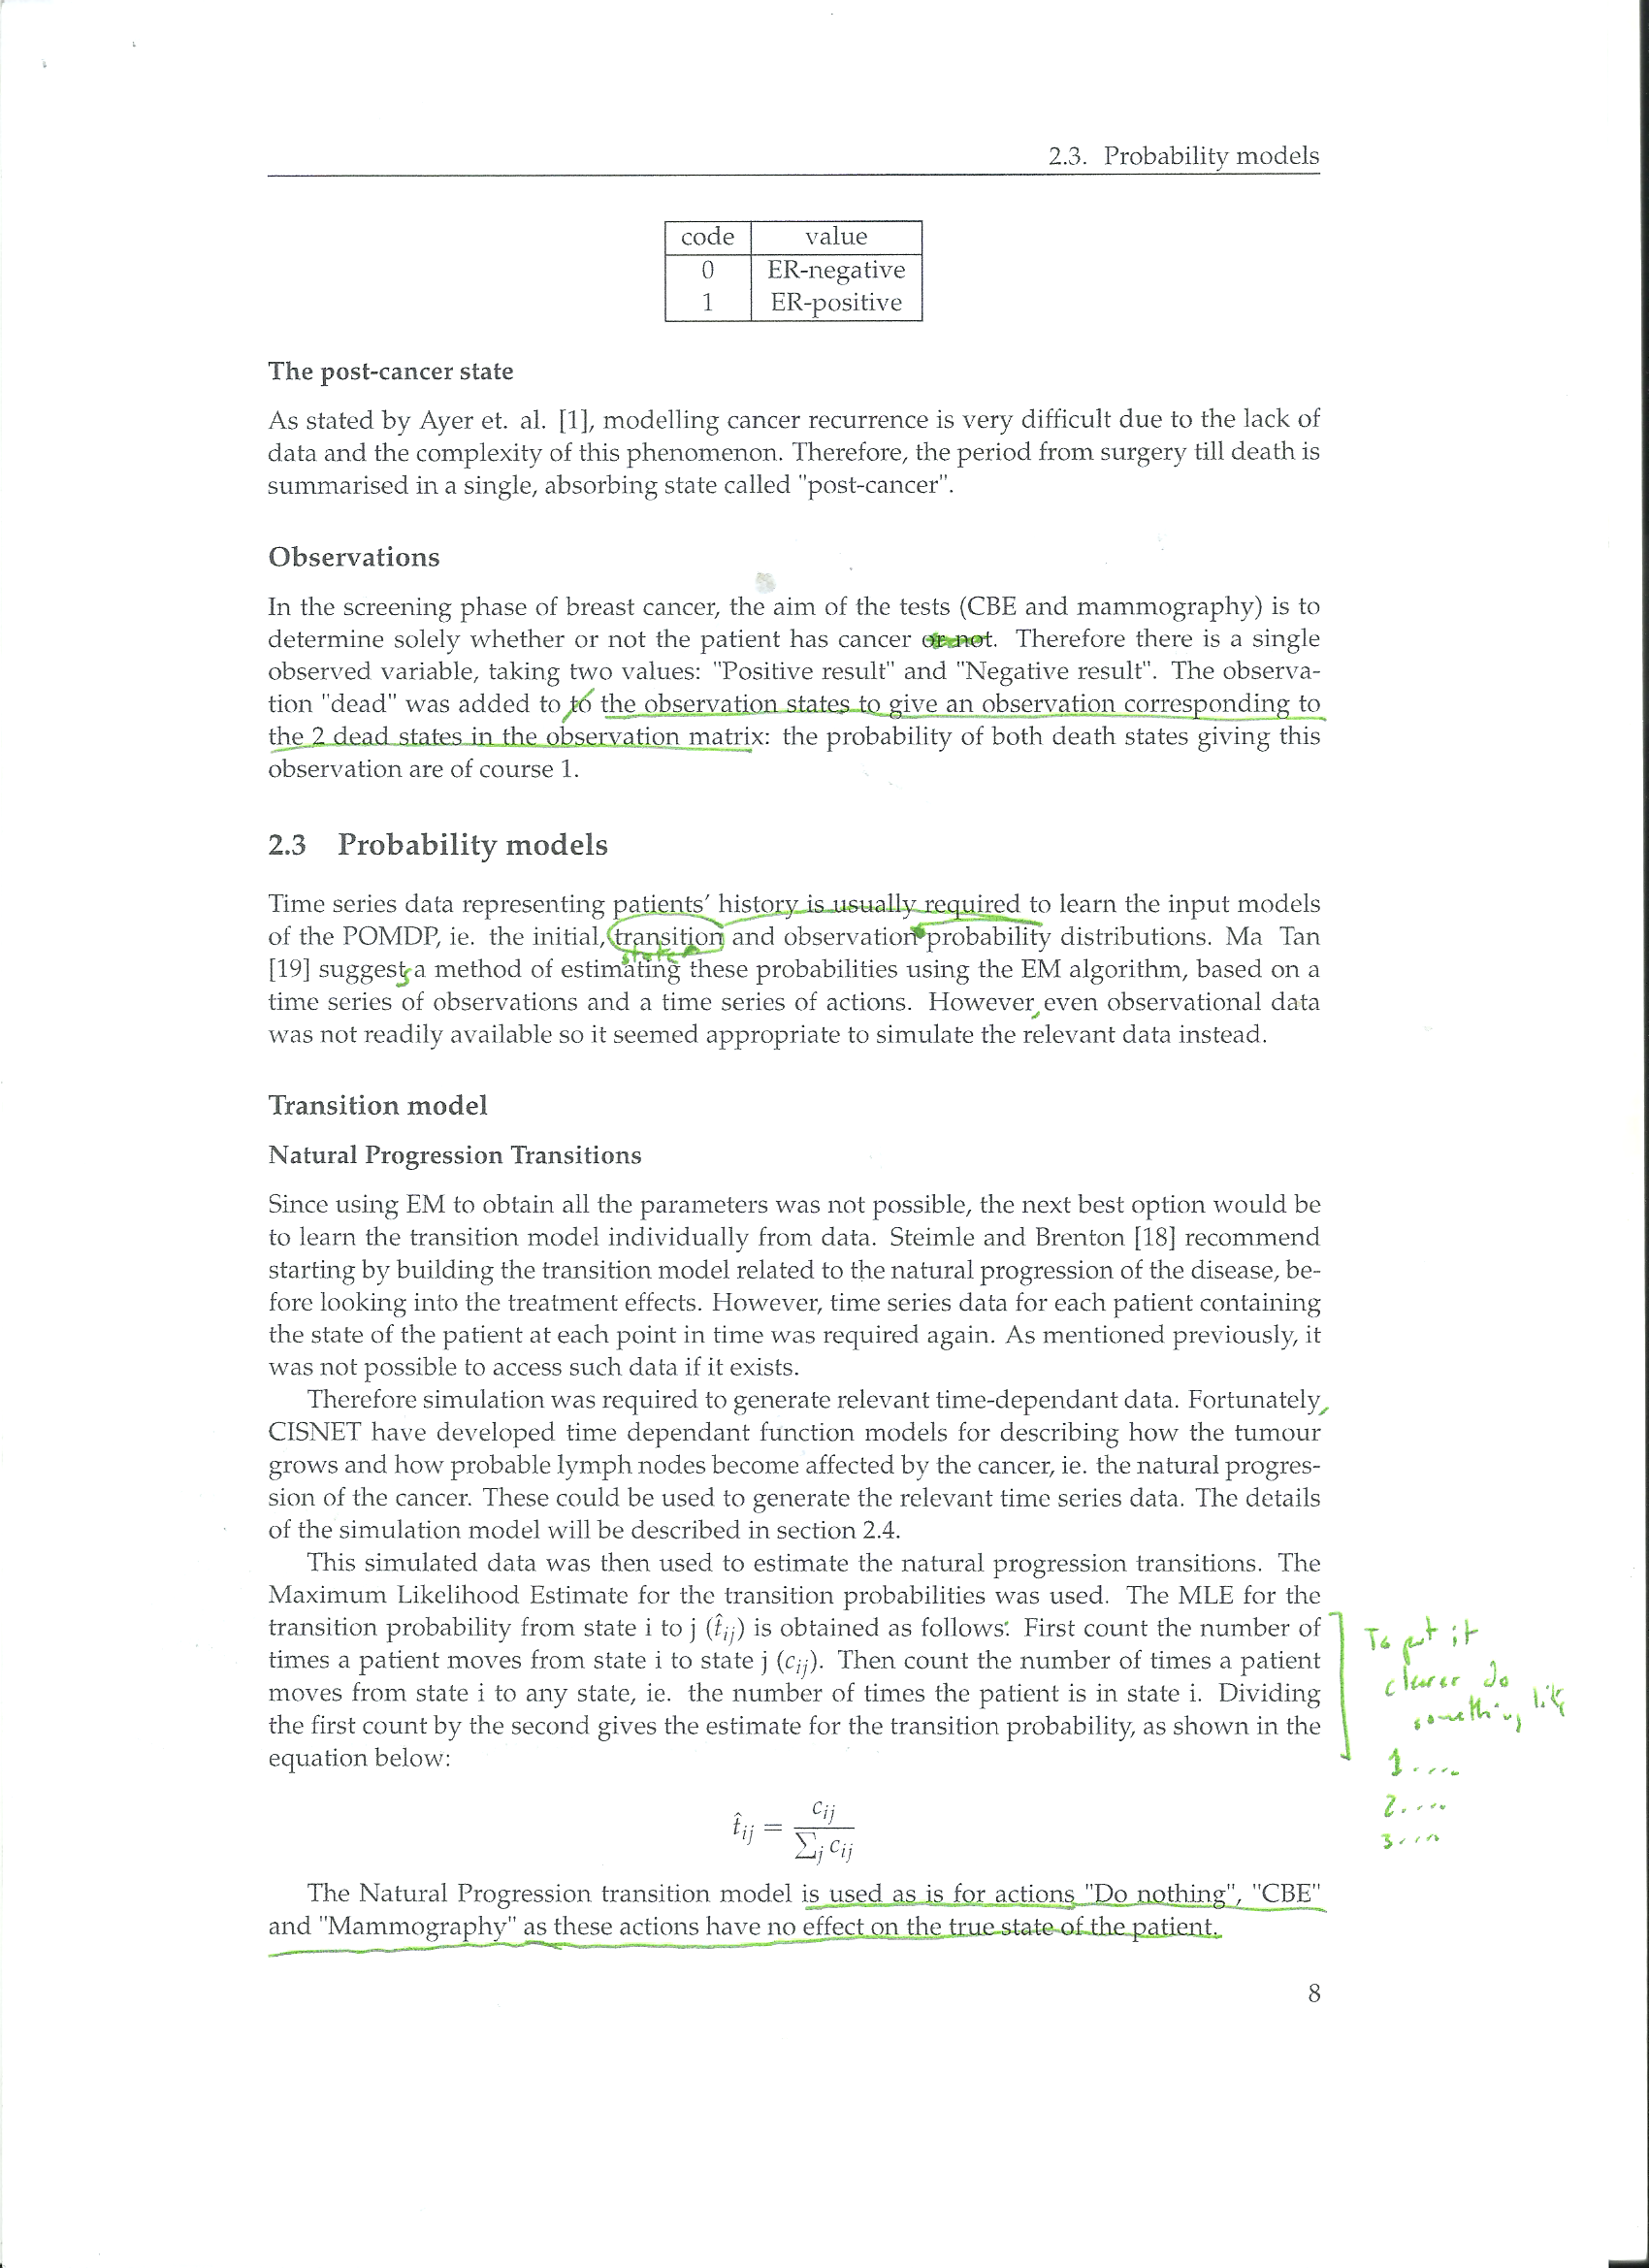 2.3. Probability models
code value
0 ER-negative
1 ER-positive
The post-cancer state
As stated by Ayer et. al. [1], modelling cancer recurrence is very difficult due to the lack of
data and the complexity of this phenomenon. Therefore, the period from surgery till death is
summarised in a single, absorbing state called "post-cancer".
Observations
In the screening phase of breast cancer, the aim of the tests (CBE and mammography) is to
determine solely whether or not the patient has cancer or not. Therefore there is a single
observed variable, taking two values: "Positive result" and "Negative result". The observa-
tion "dead" was added to to the observation states to give an observation corresponding to
the 2 dead states in the observation matrix: the probability of both death states giving this
observation are of course 1.
2.3 Probability models
Time series data representing patients' history is usually required to learn the input models
of the POMDP, ie. the initial, transition and observation probability distributions. Ma Tan
state
[19] suggests a method of estimating these probabilities using the EM algorithm, based on a
time series of observations and a time series of actions. However, even observational data
was not readily available so it seemed appropriate to simulate the relevant data instead.
Transition model
Natural Progression Transitions
Since using EM to obtain all the parameters was not possible, the next best option would be
to learn the transition model individually from data. Steimle and Brenton [18] recommend
starting by building the transition model related to the natural progression of the disease, be-
fore looking into the treatment effects. However, time series data for each patient containing
the state of the patient at each point in time was required again. As mentioned previously, it
was not possible to access such data if it exists.
Therefore simulation was required to generate relevant time-dependant data. Fortunately,
CISNET have developed time dependant function models for describing how the tumour
grows and how probable lymph nodes become affected by the cancer, ie. the natural progres-
sion of the cancer. These could be used to generate the relevant time series data. The details
of the simulation model will be described in section 2.4.
This simulated data was then used to estimate the natural progression transitions. The
Maximum Likelihood Estimate for the transition probabilities was used. The MLE for the
transition probability from state i to j (t̂ij) is obtained as follows: First count the number of
times a patient moves from state i to state j (cij). Then count the number of times a patient
moves from state i to any state, ie. the number of times the patient is in state i. Dividing
the first count by the second gives the estimate for the transition probability, as shown in the
equation below:
To put it
clearer do
something like
1....
2....
3....
t̂ij = cij / ∑j cij
The Natural Progression transition model is used as is for actions "Do nothing", "CBE"
and "Mammography" as these actions have no effect on the true state of the patient.
8